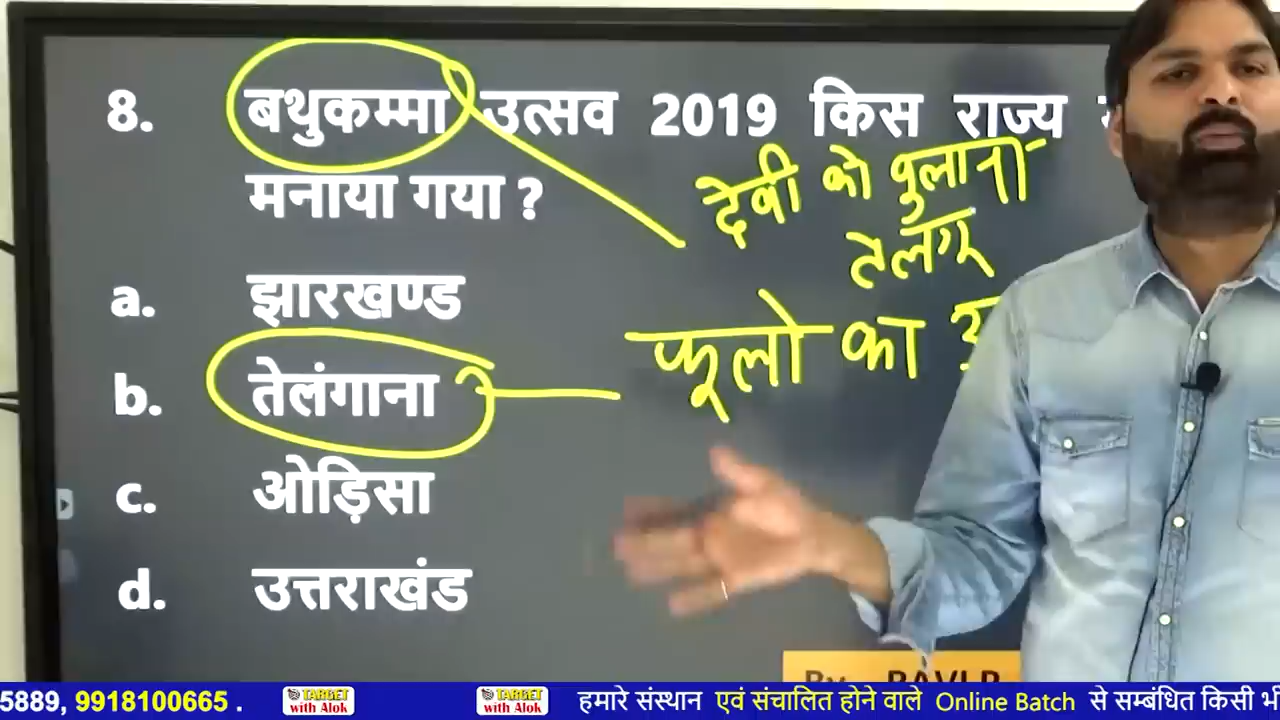 8. बथुकम्मा उत्सव 2019 किस राज्य
मनाया गया ?
देवी को बुलाना
तेलगू
a. झारखण्ड
फूलो का
b. तेलंगाना
c. ओड़िसा
d. उत्तराखंड
By
5889, 9918100665 . TARGET with Alok TARGET with Alok हमारे संस्थान एवं संचालित होने वाले Online Batch से सम्बंधित किसी भी